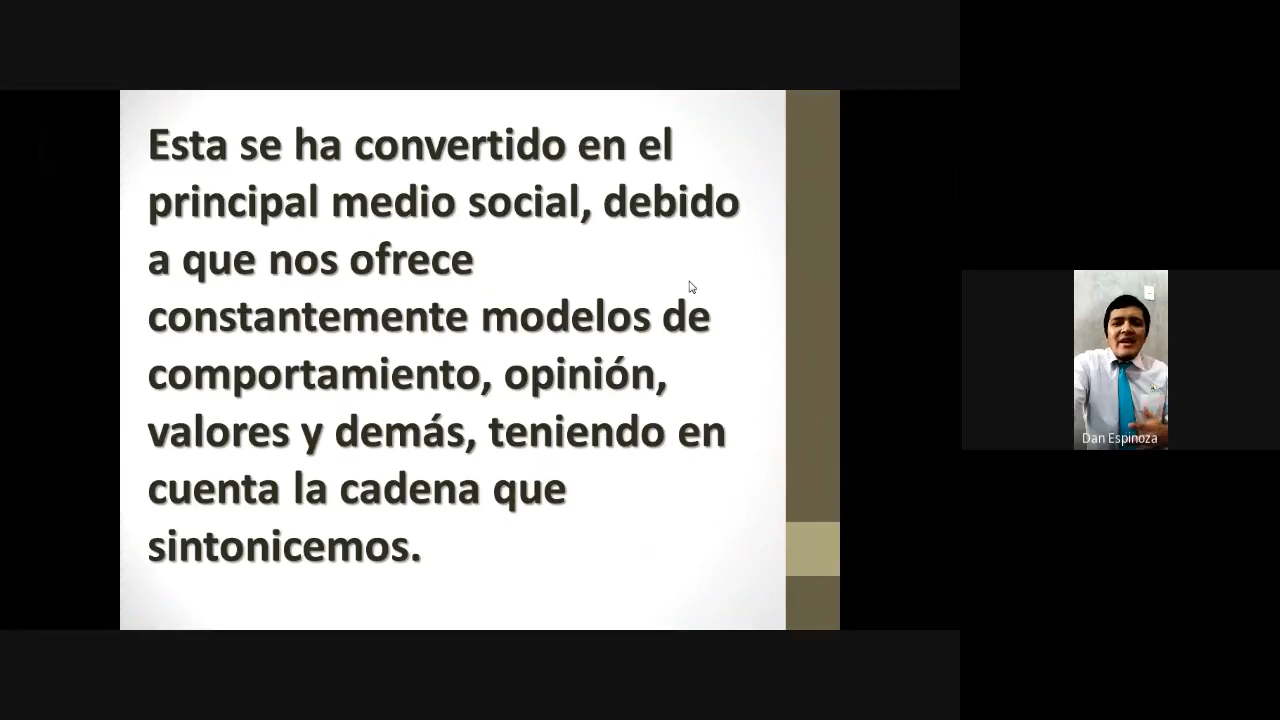 Esta se ha convertido en el
principal medio social, debido
a que nos ofrece
constantemente modelos de
comportamiento, opinión,
valores y demás, teniendo en
cuenta la cadena que
sintonicemos.
Dan Espinoza